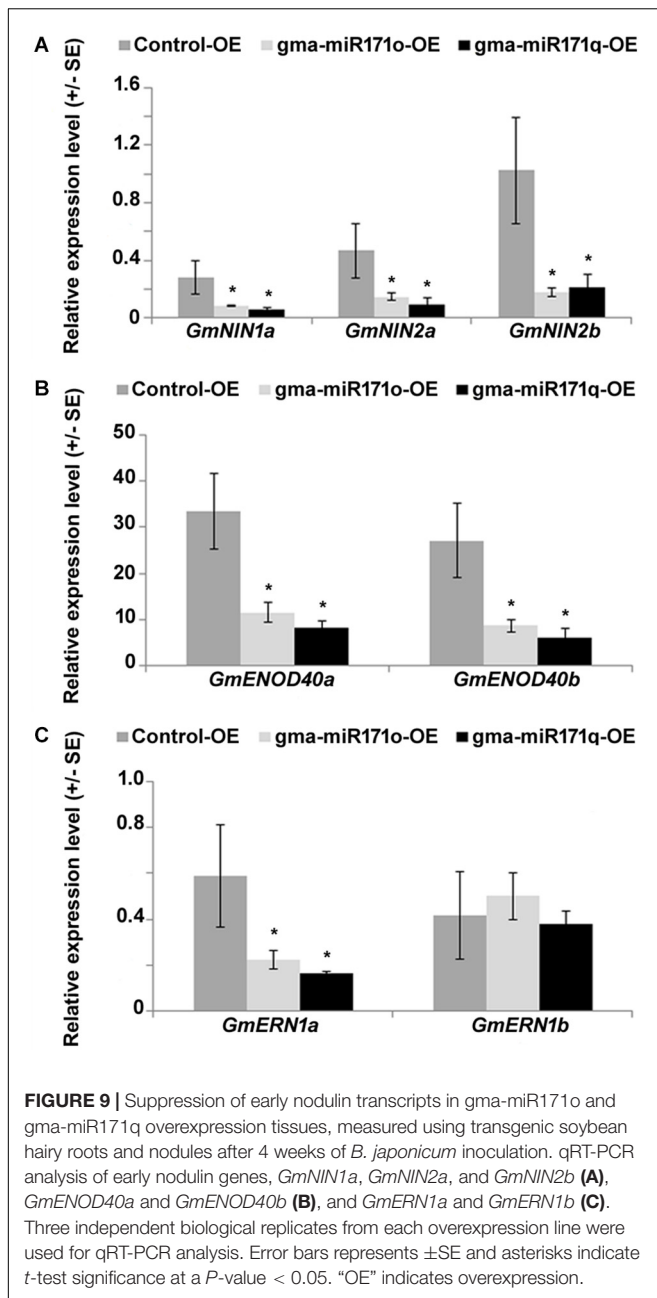 A
Control-OE gma-miR171o-OE gma-miR171q-OE
Relative expression level (+/- SE)
1.6
1.2
0.8
0.4
0
* * * * * *
GmNIN1a GmNIN2a GmNIN2b
B
Control-OE gma-miR171o-OE gma-miR171q-OE
Relative expression level (+/- SE)
50
40
30
20
10
0
* * * *
GmENOD40a GmENOD40b
C
Control-OE gma-miR171o-OE gma-miR171q-OE
Relative expression level (+/- SE)
1.0
0.8
0.4
0
* *
GmERN1a GmERN1b
FIGURE 9 | Suppression of early nodulin transcripts in gma-miR171o and
gma-miR171q overexpression tissues, measured using transgenic soybean
hairy roots and nodules after 4 weeks of B. japonicum inoculation. qRT-PCR
analysis of early nodulin genes, GmNIN1a, GmNIN2a, and GmNIN2b (A),
GmENOD40a and GmENOD40b (B), and GmERN1a and GmERN1b (C).
Three independent biological replicates from each overexpression line were
used for qRT-PCR analysis. Error bars represents ±SE and asterisks indicate
t-test significance at a P-value < 0.05. “OE” indicates overexpression.